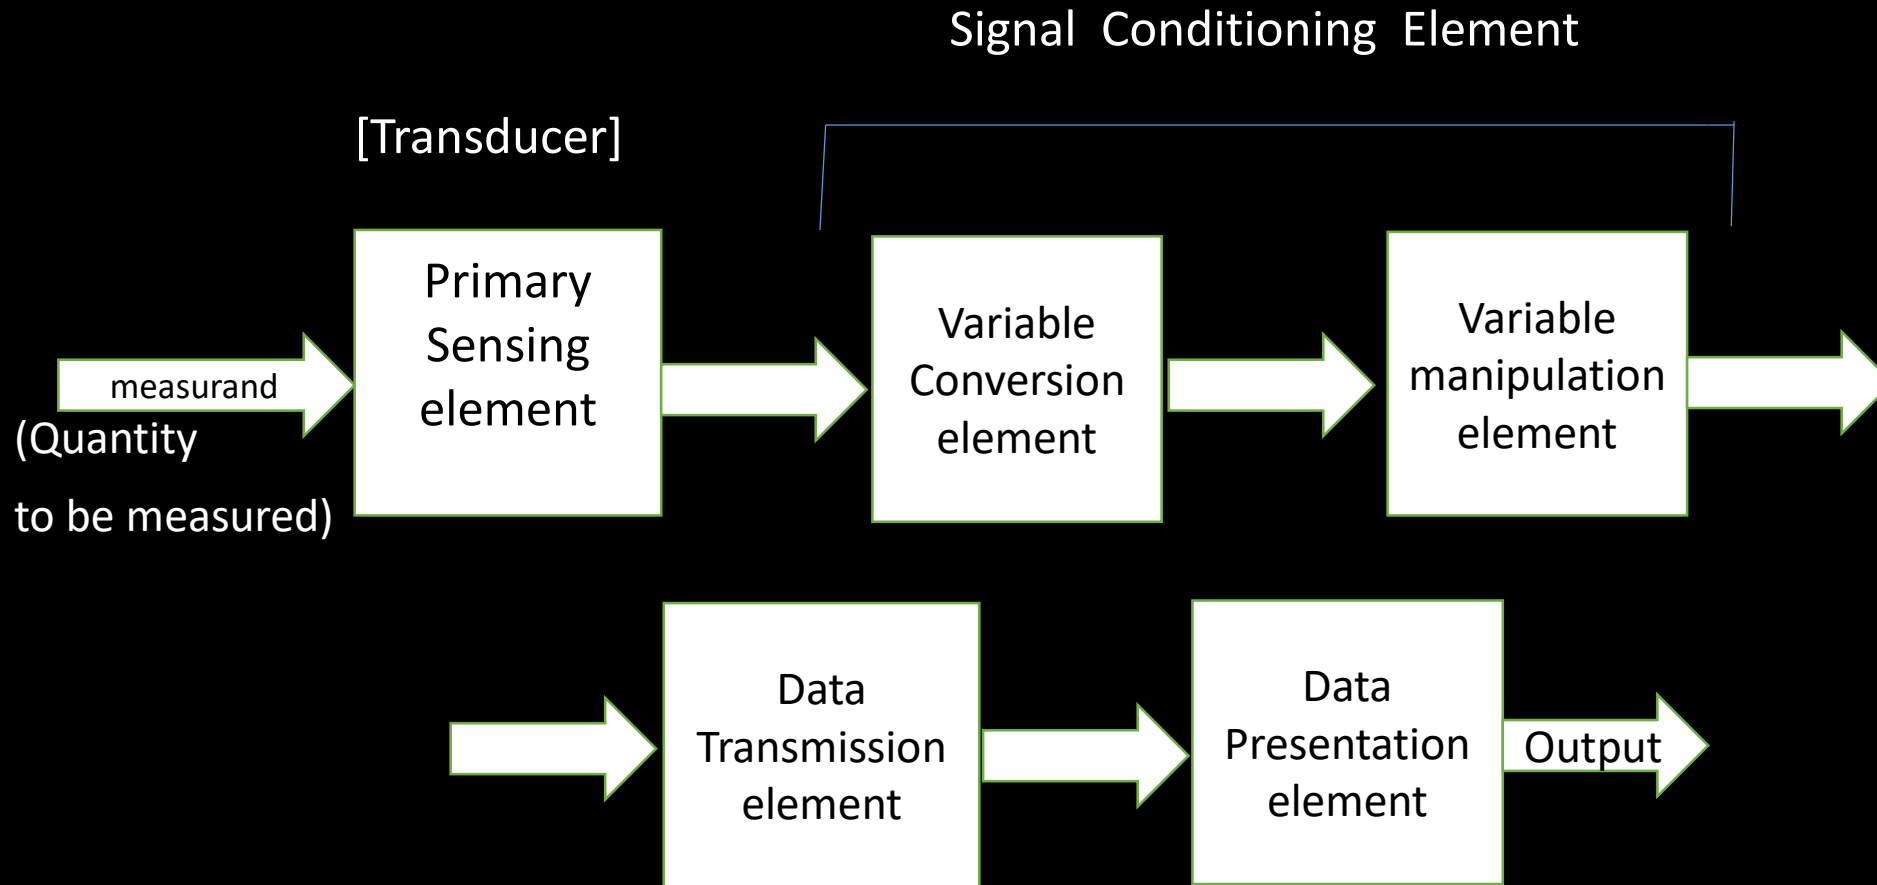 Signal Conditioning Element
[Transducer]
Primary
Sensing
element
Variable
Conversion
element
Variable
manipulation
element
measurand
(Quantity
to be measured)
Data
Transmission
element
Data
Presentation
element
Output